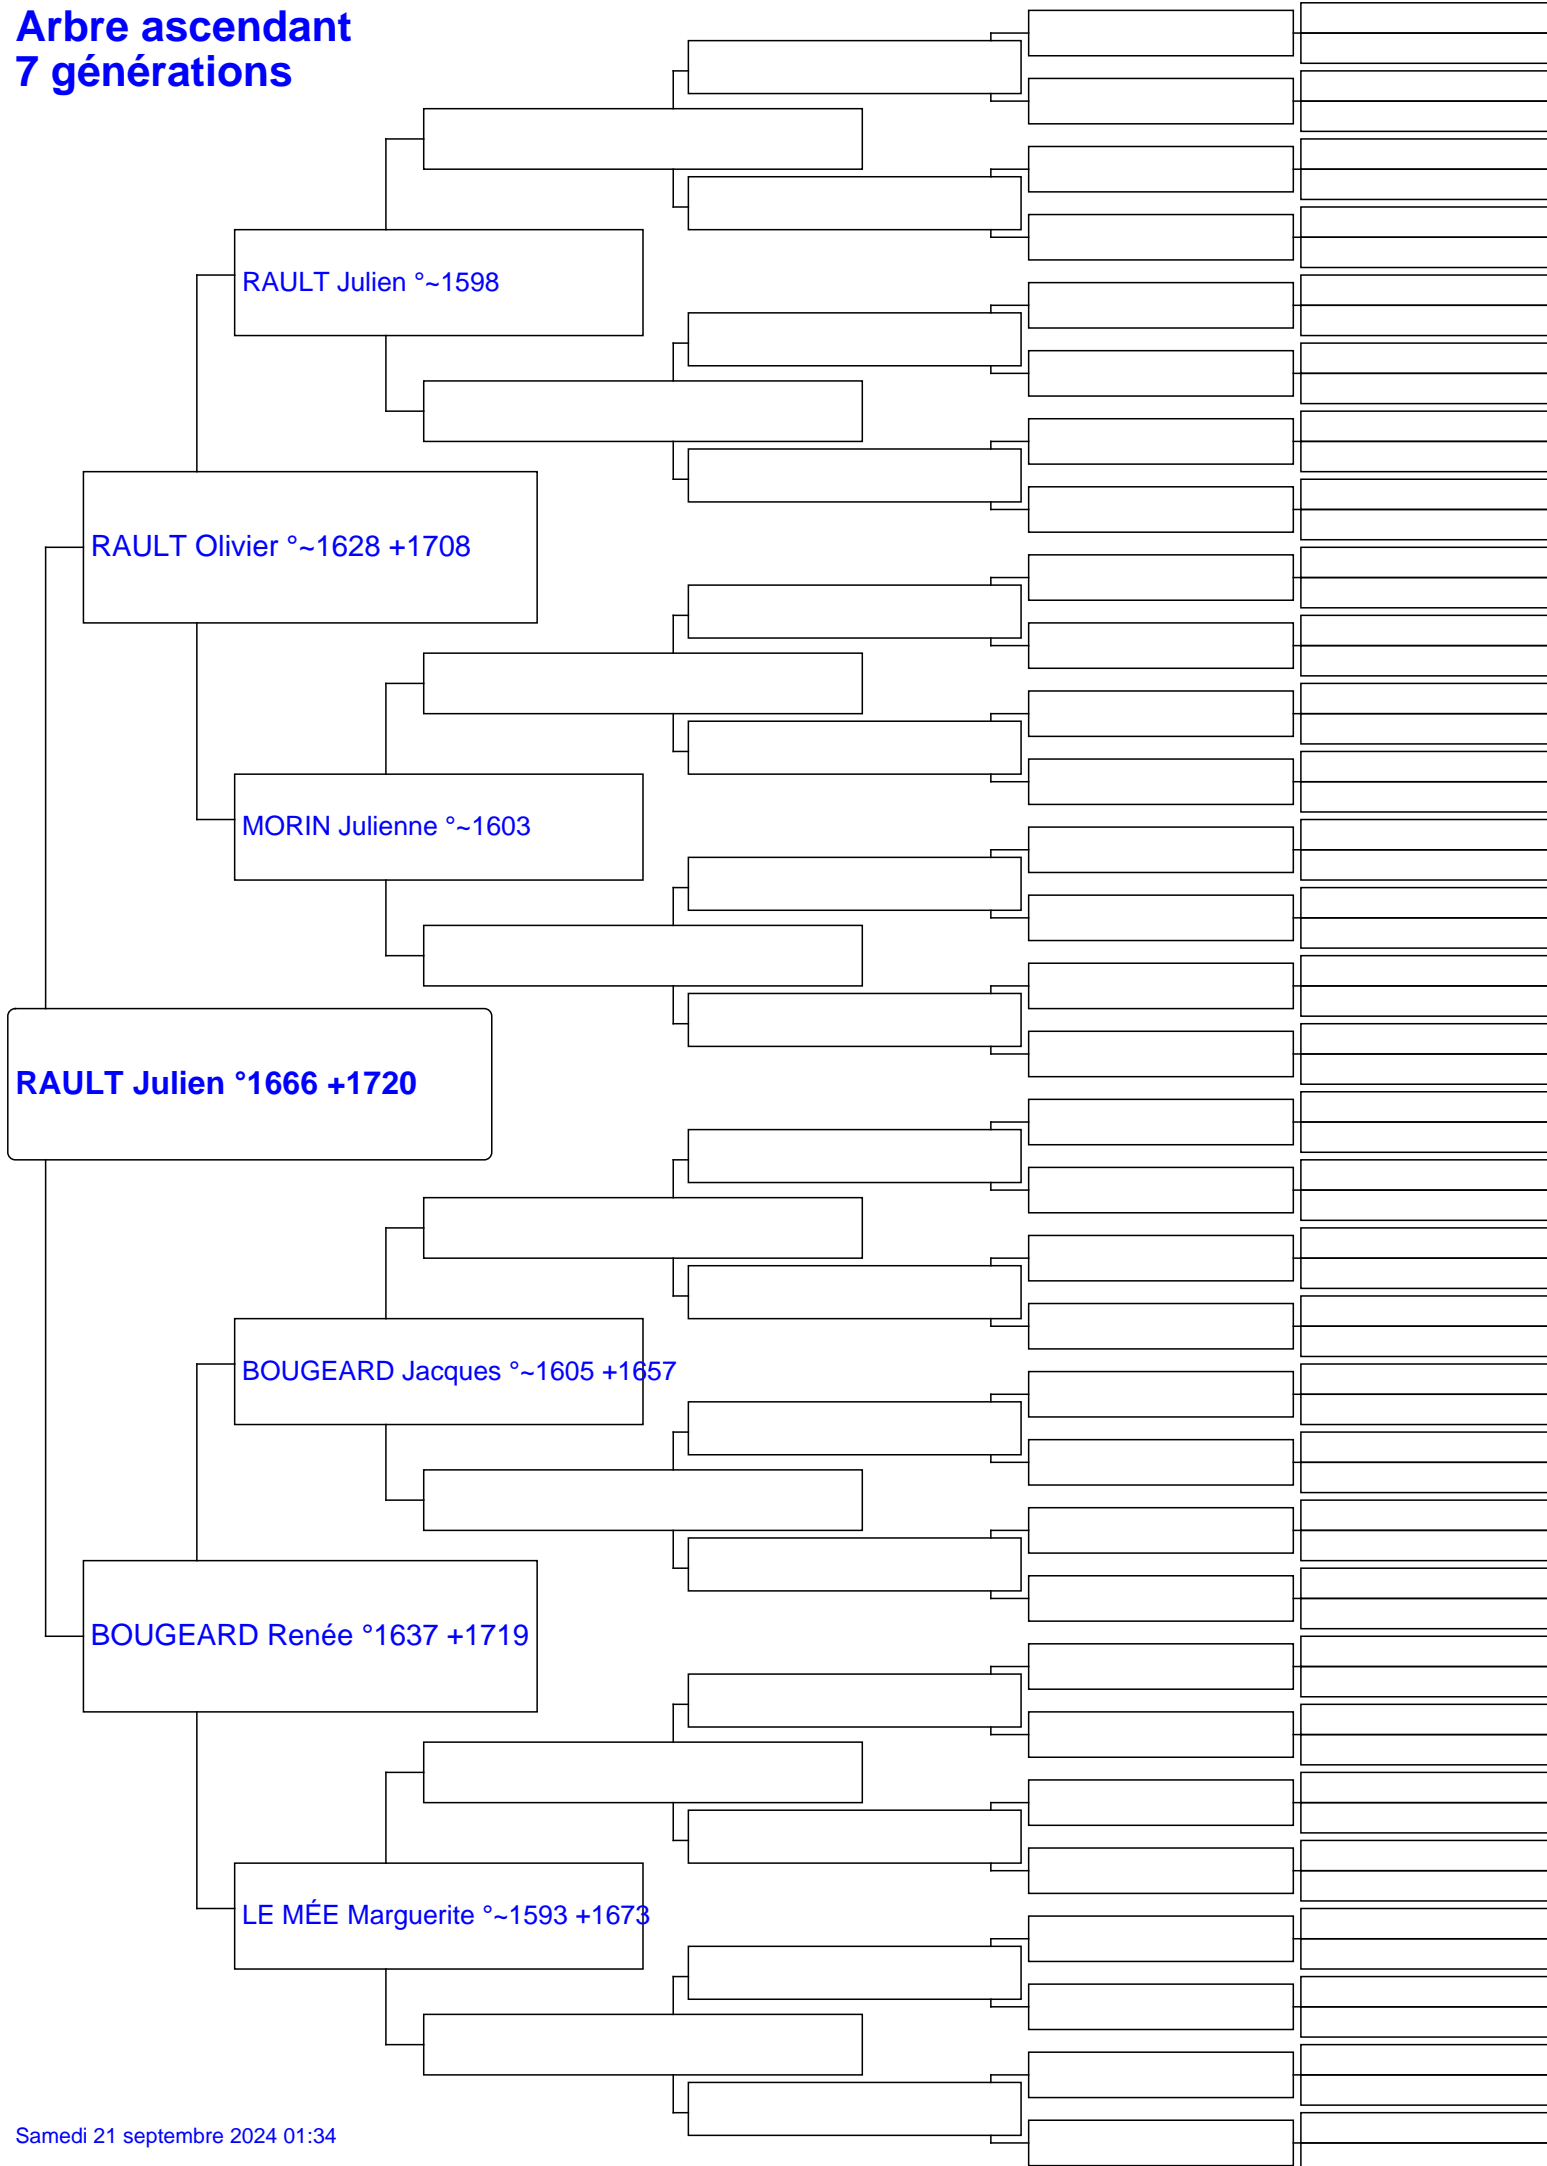 Arbre ascendant
7 générations
RAULT Julien °~1598
RAULT Olivier °~1628 +1708
MORIN Julienne °~1603
RAULT Julien °1666 +1720
BOUGEARD Jacques °~1605 +1657
BOUGEARD Renée °1637 +1719
LE MÉE Marguerite °~1593 +1673
Samedi 21 septembre 2024 01:34